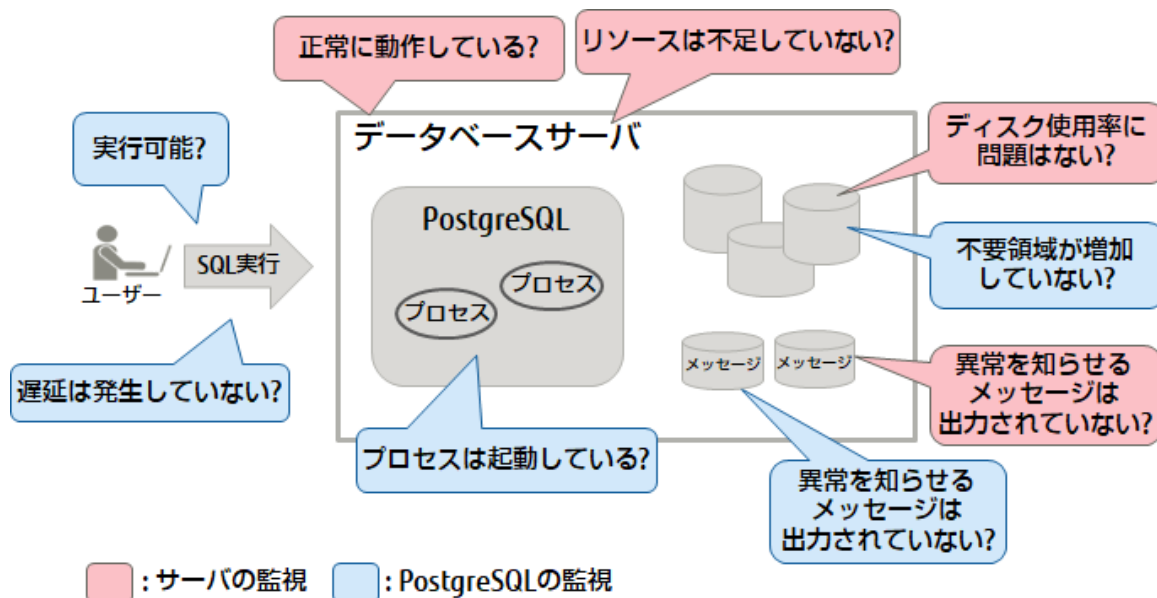 正常に動作している?
リソースは不足していない?
データベースサーバ
ディスク使用率に
問題はない?
実行可能?
PostgreSQL
不要領域が増加
していない?
SQL実行
プロセス
プロセス
ユーザー
メッセージ
メッセージ
異常を知らせる
メッセージは
出力されていない?
遅延は発生していない?
プロセスは起動している?
異常を知らせる
メッセージは
出力されていない?
: サーバの監視
: PostgreSQLの監視